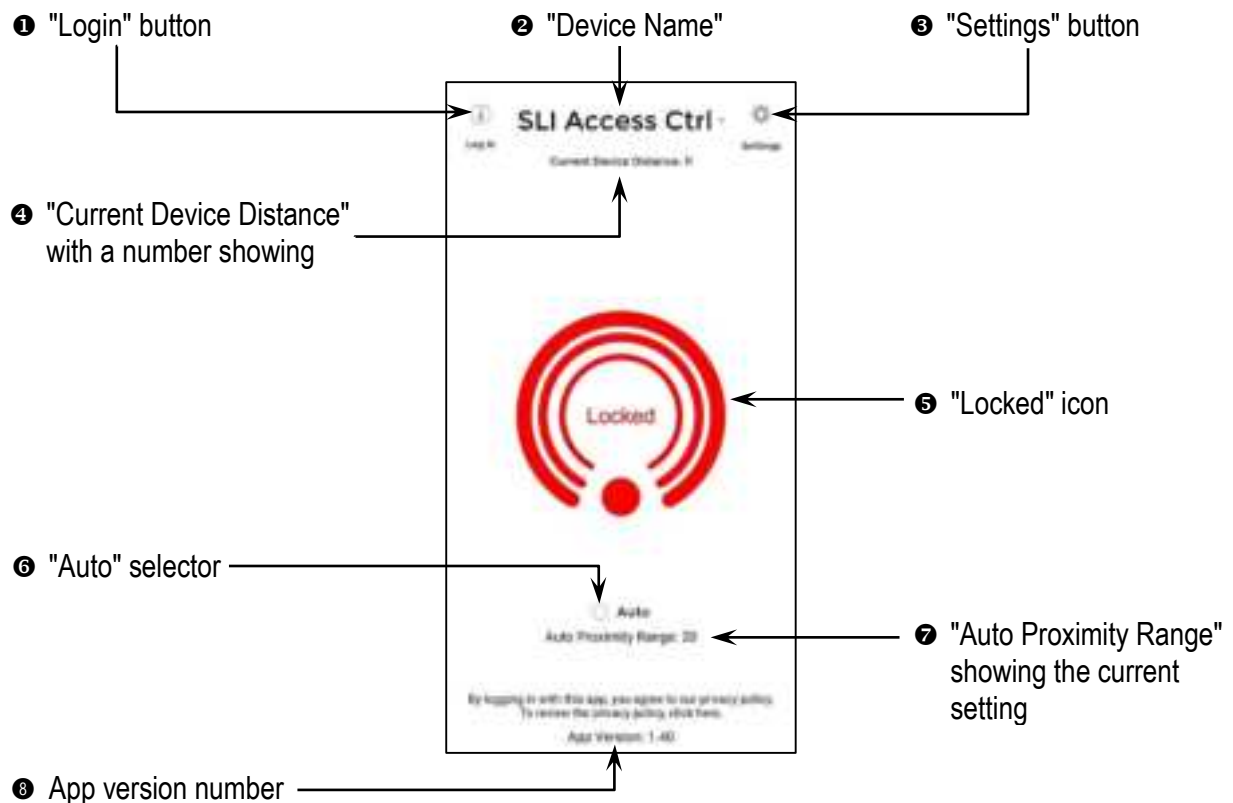 ❶ "Login" button
❷ "Device Name"
❸ "Settings" button
SLI Access Ctrl
Log In
Settings
Current Device Distance:
❹ "Current Device Distance"
with a number showing
Locked
❺ "Locked" icon
❻ "Auto" selector
Auto
Auto Proximity Range: 20
❼ "Auto Proximity Range"
showing the current
setting
By logging in with this app, you agree to our privacy policy.
To review the privacy policy, click here.
App Version: 1.40
❽ App version number